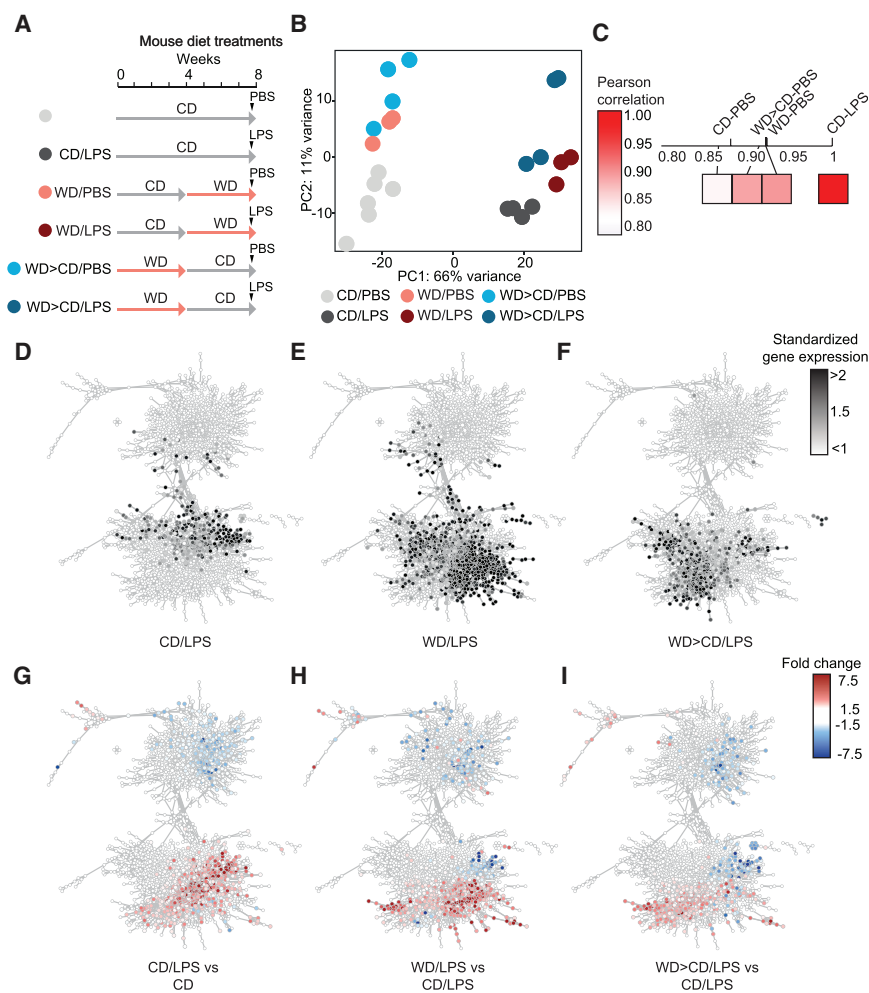 A
Mouse diet treatments
Weeks
0 4 8
CD PBS
CD/LPS CD LPS
WD/PBS CD WD PBS
WD/LPS CD WD LPS
WD>CD/PBS WD CD PBS
WD>CD/LPS WD CD LPS
B
PC2: 11% variance
10
0
-10
-20 0 20
PC1: 66% variance
CD/PBS WD/PBS WD>CD/PBS
CD/LPS WD/LPS WD>CD/LPS
C
Pearson
correlation
1.00
0.95
0.90
0.85
0.80
CD-PBS
WD>CD-PBS
WD-PBS
CD-LPS
0.80 0.85 0.90 0.95 1
D
CD/LPS
E
WD/LPS
F
WD>CD/LPS
Standardized
gene expression
>2
1.5
<1
G
CD/LPS vs
CD
H
WD/LPS vs
CD/LPS
I
WD>CD/LPS vs
CD/LPS
Fold change
7.5
1.5
-1.5
-7.5